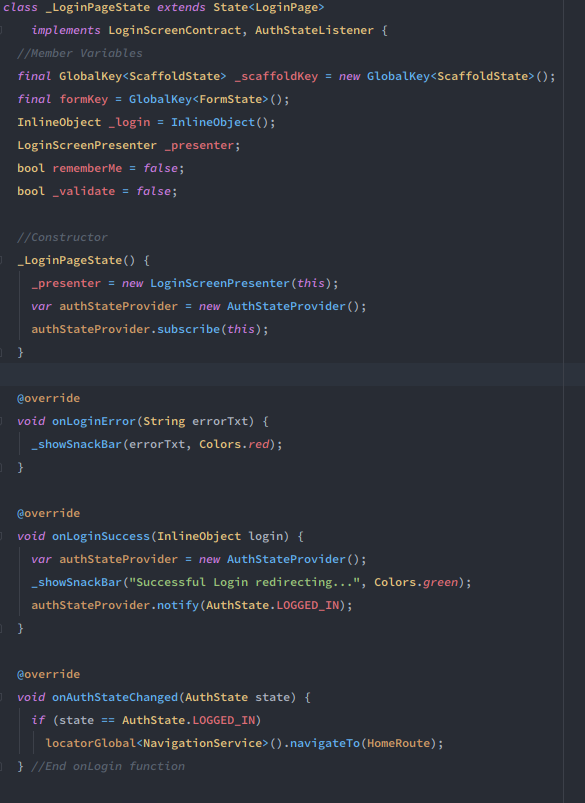 class _LoginPageState extends State<LoginPage>
implements LoginScreenContract, AuthStateListener {
//Member Variables
final GlobalKey<ScaffoldState> _scaffoldKey = new GlobalKey<ScaffoldState>();
final formKey = GlobalKey<FormState>();
InlineObject _login = InlineObject();
LoginScreenPresenter _presenter;
bool rememberMe = false;
bool _validate = false;
//Constructor
_LoginPageState() {
_presenter = new LoginScreenPresenter(this);
var authStateProvider = new AuthStateProvider();
authStateProvider.subscribe(this);
}
@override
void onLoginError(String errorTxt) {
_showSnackBar(errorTxt, Colors.red);
}
@override
void onLoginSuccess(InlineObject login) {
var authStateProvider = new AuthStateProvider();
_showSnackBar("Successful Login redirecting...", Colors.green);
authStateProvider.notify(AuthState.LOGGED_IN);
}
@override
void onAuthStateChanged(AuthState state) {
if (state == AuthState.LOGGED_IN)
locatorGlobal<NavigationService>().navigateTo(HomeRoute);
} //End onLogin function